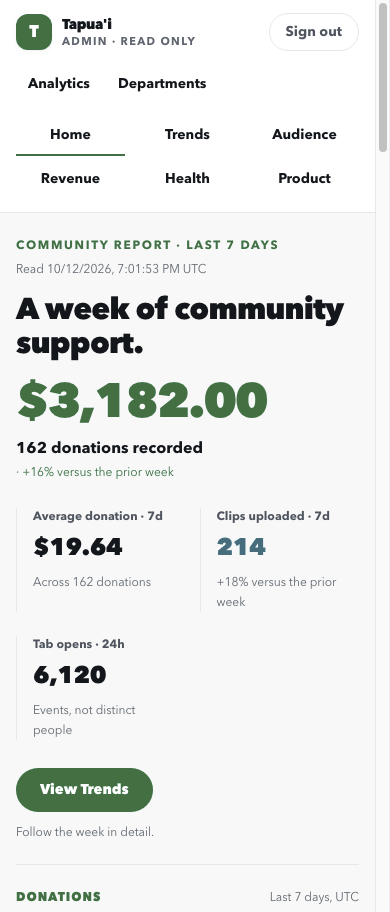 T
Tapua'i
ADMIN · READ ONLY
Sign out
Analytics
Departments
Home
Trends
Audience
Revenue
Health
Product
COMMUNITY REPORT · LAST 7 DAYS
Read 10/12/2026, 7:01:53 PM UTC
A week of community
support.
$3,182.00
162 donations recorded
· +16% versus the prior week
Average donation · 7d
$19.64
Across 162 donations
Clips uploaded · 7d
214
+18% versus the prior
week
Tab opens · 24h
6,120
Events, not distinct
people
View Trends
Follow the week in detail.
DONATIONS
Last 7 days, UTC